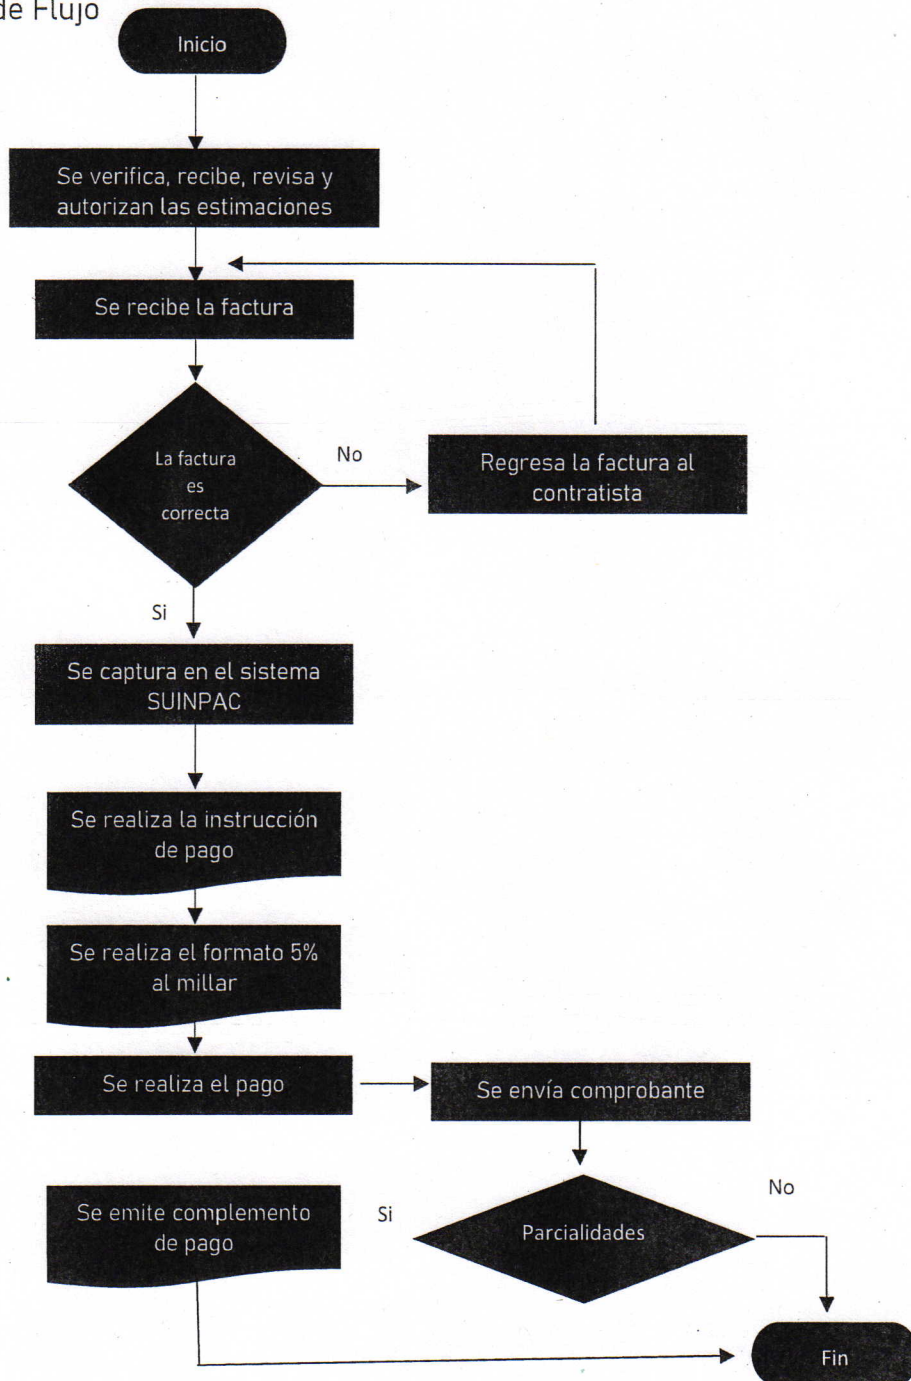 de Flujo
Inicio
Se verifica, recibe, revisa y
autorizan las estimaciones
Se recibe la factura
La factura
es
correcta
No
Regresa la factura al
contratista
Si
Se captura en el sistema
SUINPAC
Se realiza la instrucción
de pago
Se realiza el formato 5%
al millar
Se realiza el pago
Se envía comprobante
Se emite complemento
de pago
Si
Parcialidades
No
Fin